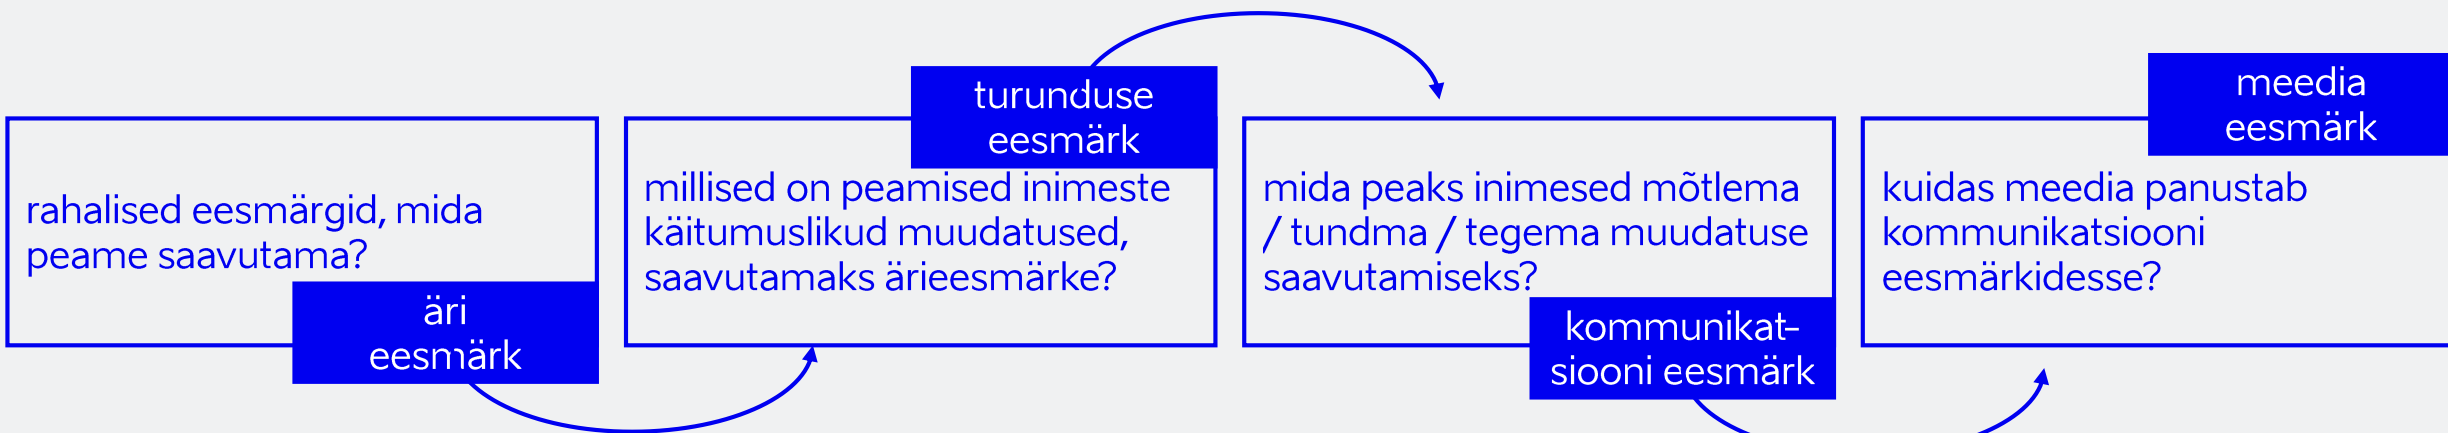 rahalised eesmärgid, mida
peame saavutama?
äri
eesmärk
turunduse
eesmärk
millised on peamised inimeste
käitumuslikud muudatused,
saavutamaks ärieesmärke?
mida peaks inimesed mõtlema
/ tundma / tegema muudatuse
saavutamiseks?
kommunikat-
siooni eesmärk
meedia
eesmärk
kuidas meedia panustab
kommunikatsiooni
eesmärkidesse?